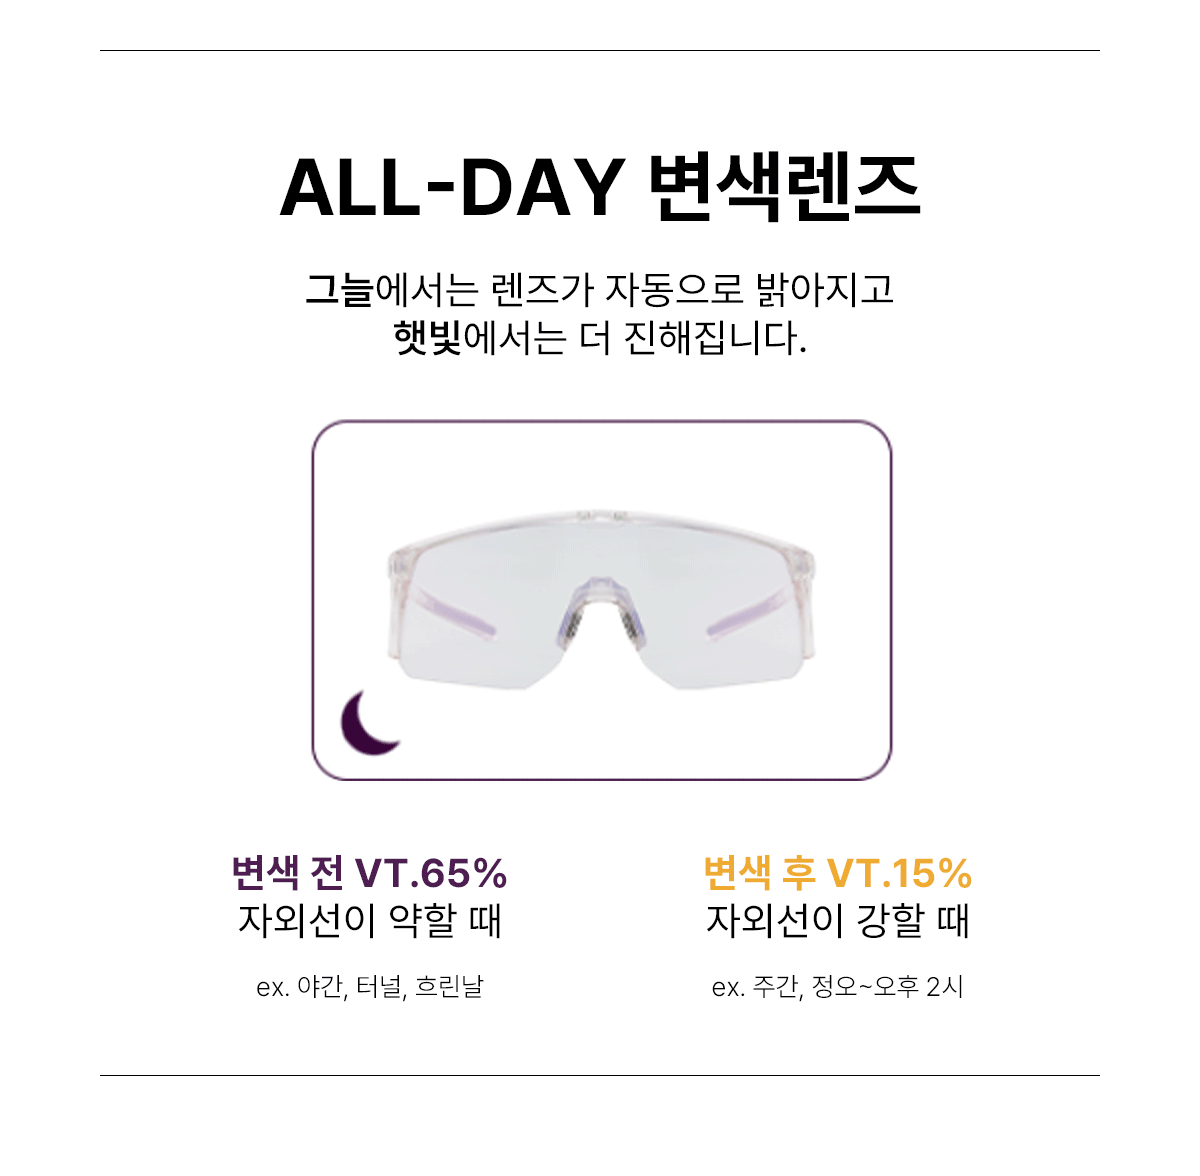 ALL-DAY 변색렌즈
그늘에서는 렌즈가 자동으로 밝아지고
햇빛에서는 더 진해집니다.
변색 전 VT.65%
자외선이 약할 때
ex. 야간, 터널, 흐린날
변색 후 VT.15%
자외선이 강할 때
ex. 주간, 정오~오후 2시